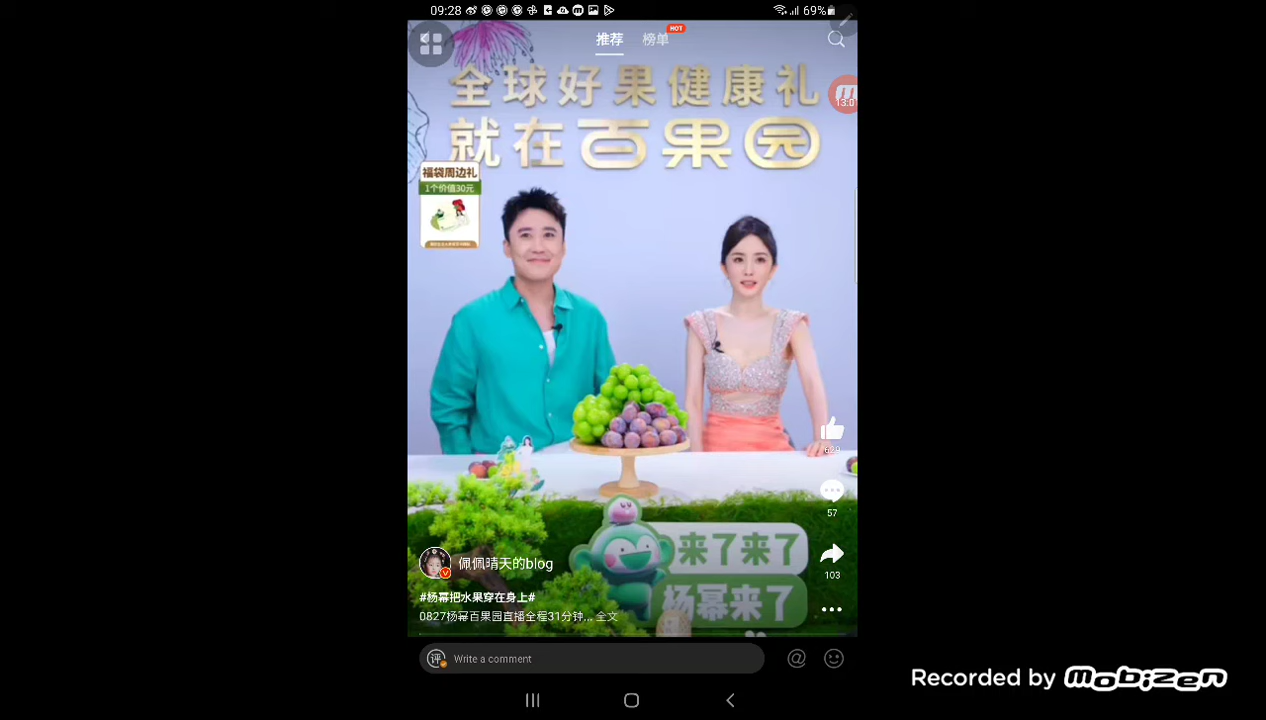 09:28
69%
推荐
榜单
HOT
13:0
全球好果健康礼
就在百果园
福袋周边礼
1个价值30元
629
57
103
来了来了
杨幂来了
佩佩晴天的blog
#杨幂把水果穿在身上#
0827杨幂百果园直播全程31分钟... 全文
评
Write a comment
@
Recorded by mobizen